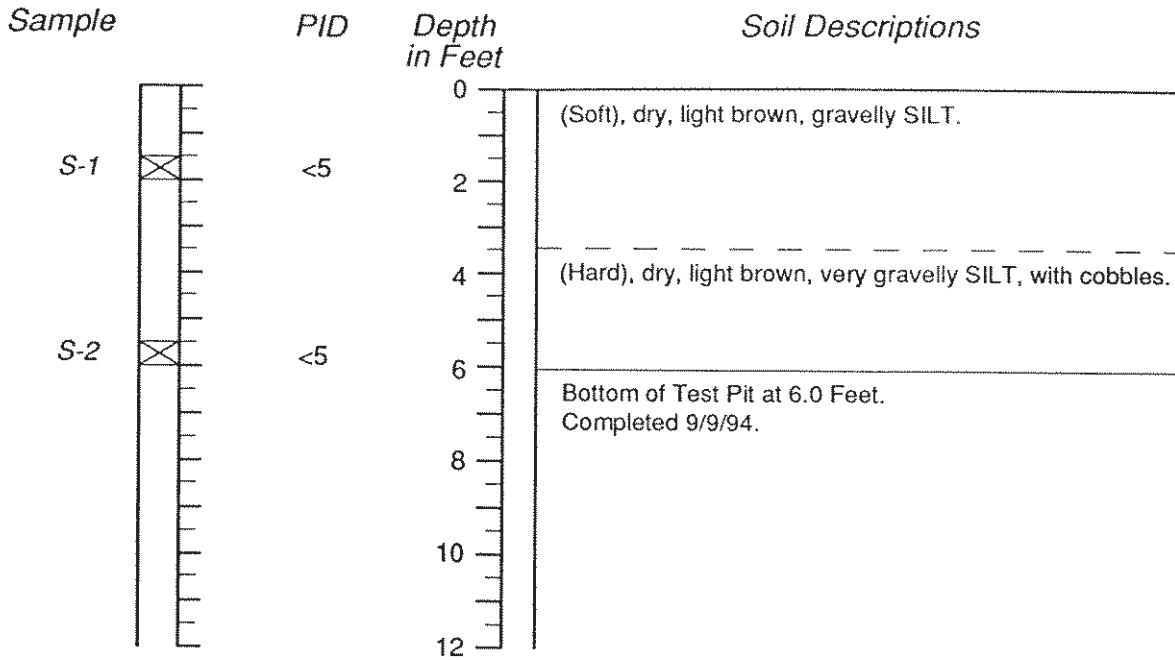 Sample PID Depth in Feet Soil Descriptions
0
(Soft), dry, light brown, gravelly SILT.
S-1 <5
2
4
(Hard), dry, light brown, very gravelly SILT, with cobbles.
S-2 <5
6
Bottom of Test Pit at 6.0 Feet.
Completed 9/9/94.
8
10
12